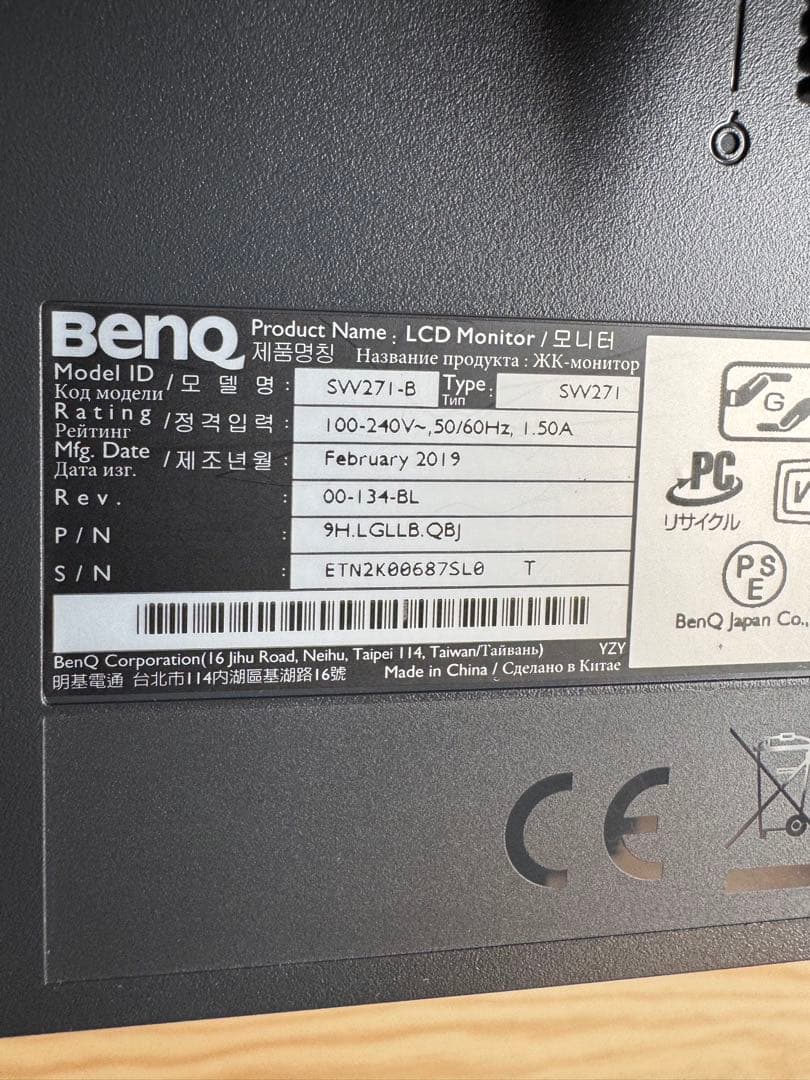 BenQ
Product Name : LCD Monitor / 모니터
제품명칭 Название продукта : ЖК-монитор
Model ID / 모 델 명 : SW271-B Type : SW271
Код модели Тип
Rating / 정격입력 : 100-240V~,50/60Hz, 1.50A
Рейтинг
Mfg. Date / 제조년월 : February 2019
Дата изг.
Rev. : 00-134-BL
P/N : 9H.LGLLB.QBJ
S/N : ETN2K00687SL0 T
BenQ Corporation(16 Jihu Road, Neihu, Taipei 114, Taiwan/Тайвань) YZY
明基電通 台北市114內湖區基湖路16號 Made in China / Сделано в Китае
G
PC
リサイクル
V
PS
E
BenQ Japan Co.,
CE